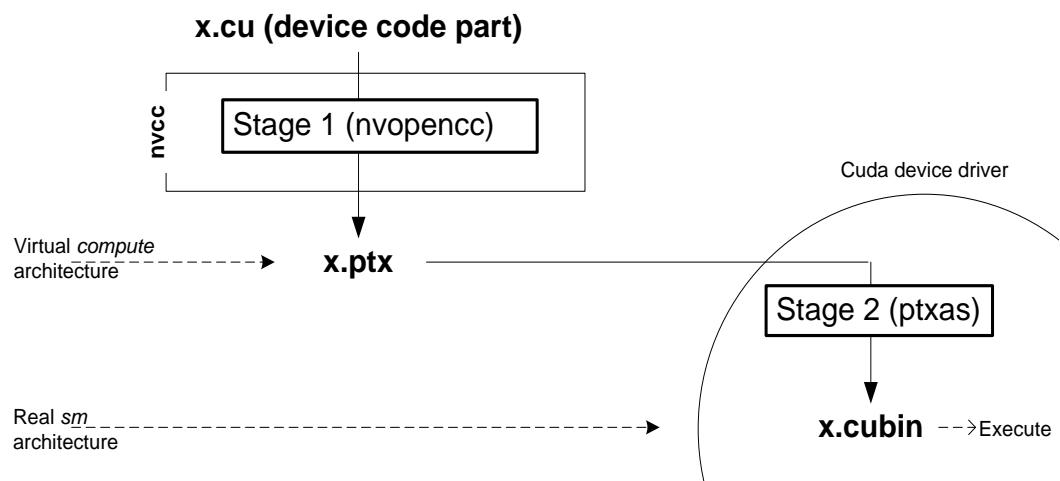 x.cu (device code part)
nvcc
Stage 1 (nvopencc)
Cuda device driver
Virtual compute
architecture
x.ptx
Stage 2 (ptxas)
Real sm
architecture
x.cubin
Execute